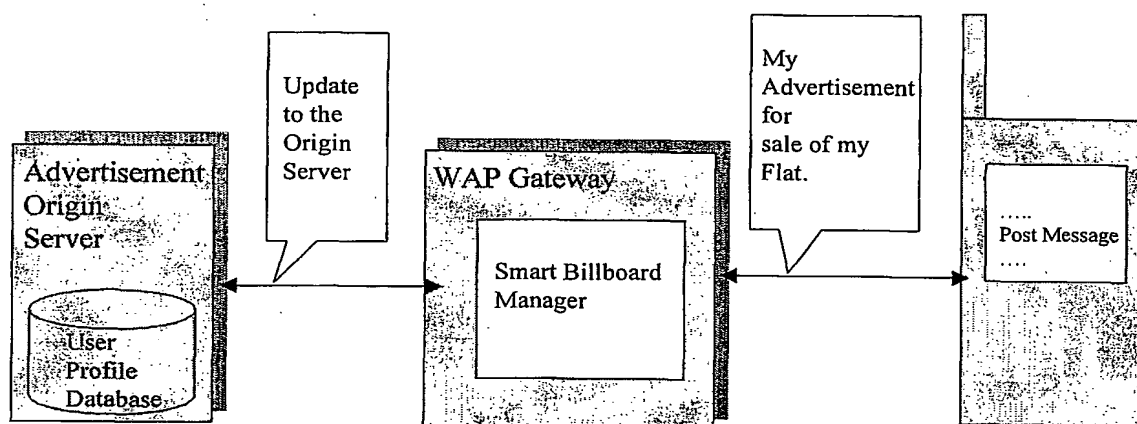 Advertisement
Origin
Server
User
Profile
Database
Update
to the
Origin
Server
WAP Gateway
Smart Billboard
Manager
My
Advertisement
for
sale of my
Flat.
.....
Post Message
....